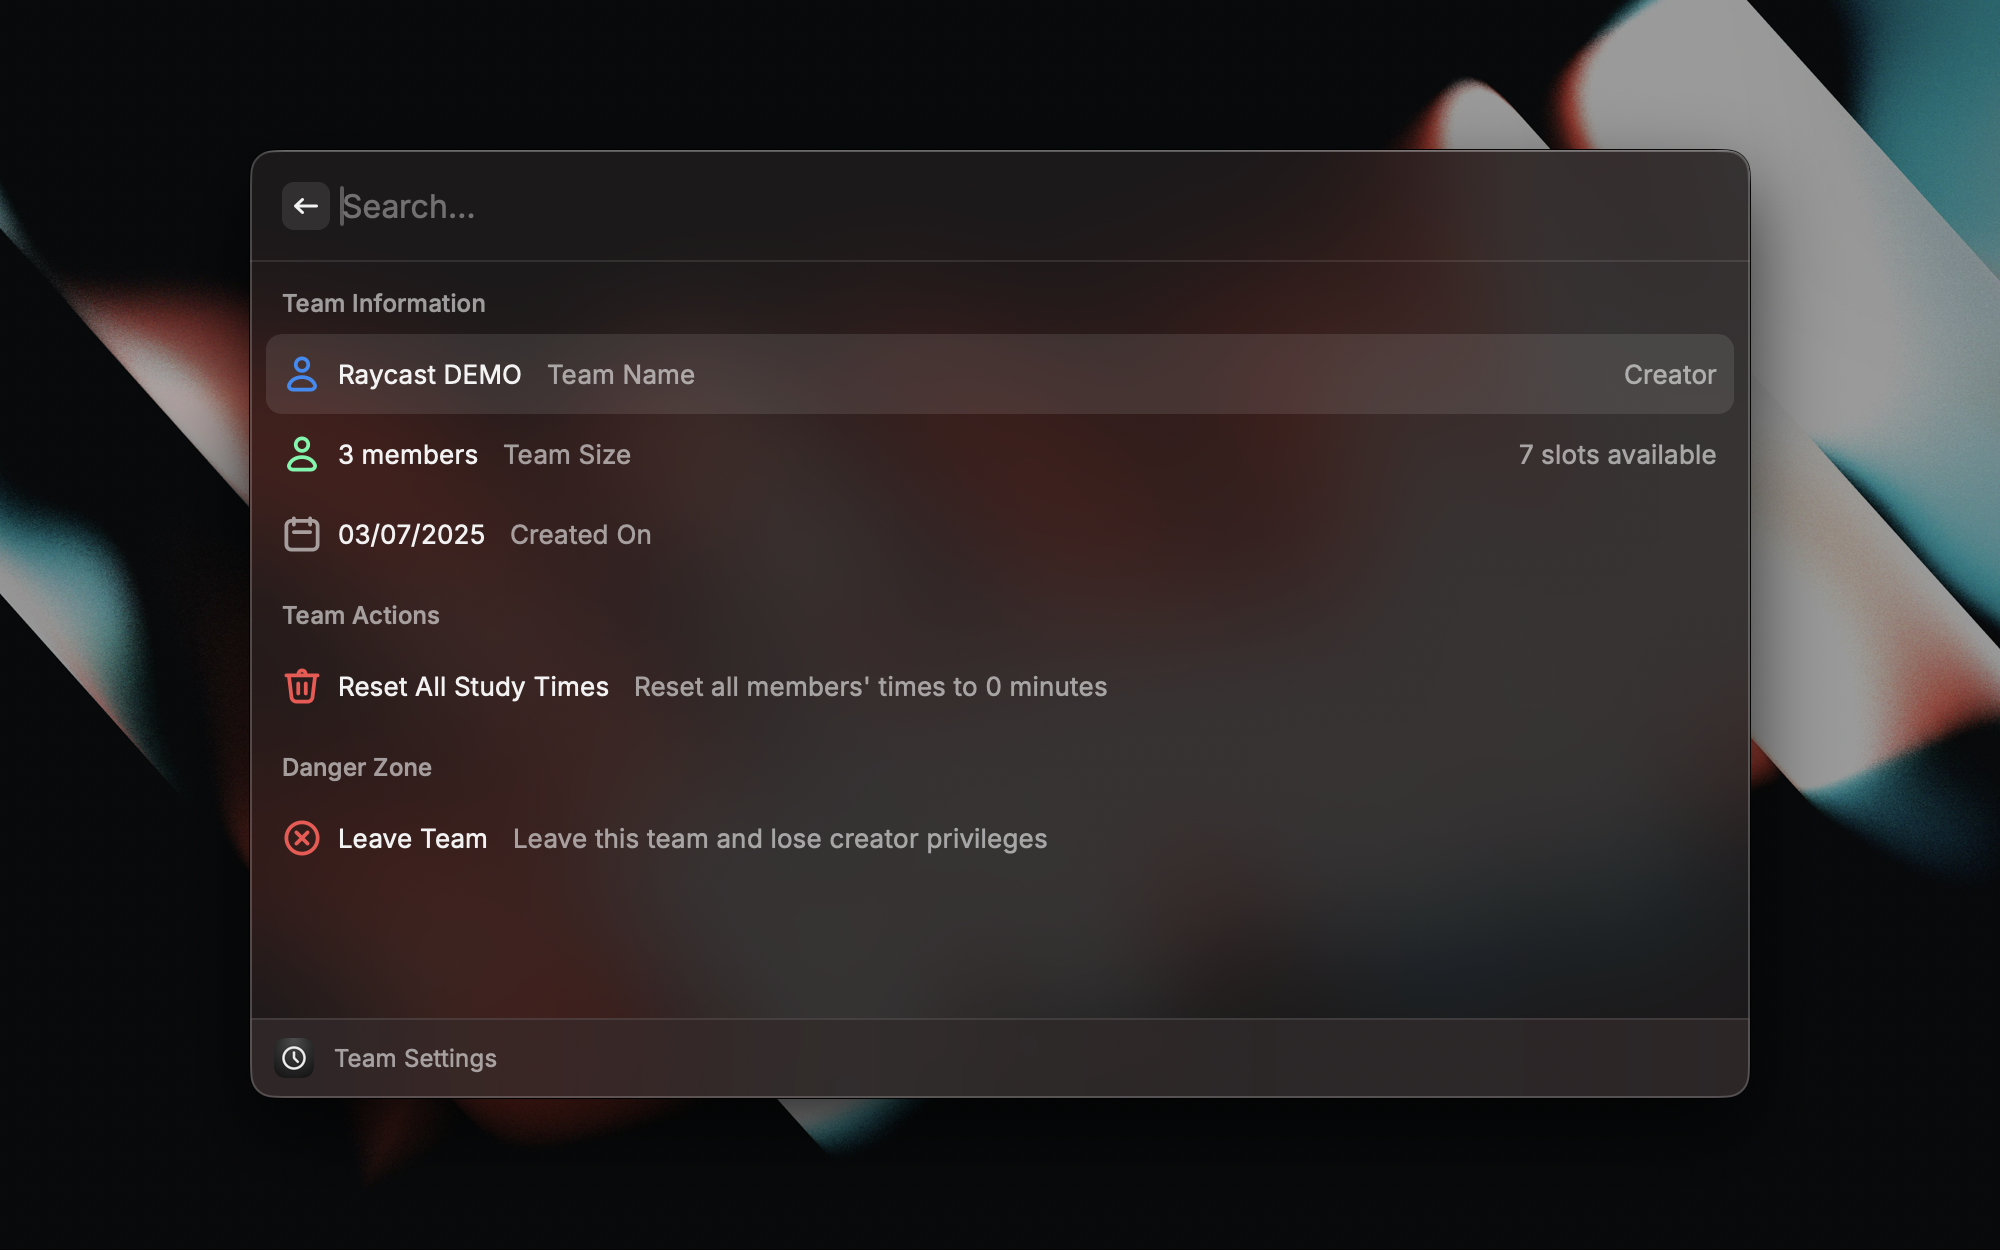 Search...
Team Information
Raycast DEMO Team Name Creator
3 members Team Size 7 slots available
03/07/2025 Created On
Team Actions
Reset All Study Times Reset all members' times to 0 minutes
Danger Zone
Leave Team Leave this team and lose creator privileges
Team Settings